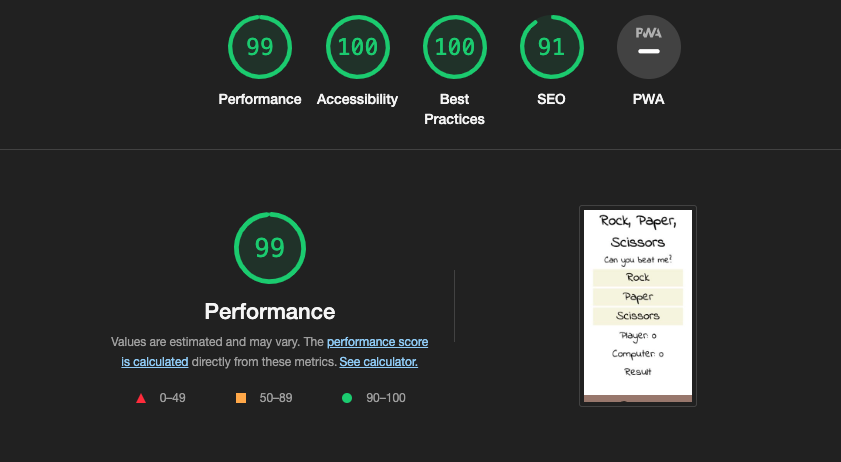 99
100
100
91
PWA
Performance
Accessibility
Best
Practices
SEO
PWA
99
Performance
Values are estimated and may vary. The performance score
is calculated directly from these metrics. See calculator.
0–49
50–89
90–100
Rock, Paper,
Scissors
Can you beat me?
Rock
Paper
Scissors
Player: 0
Computer: 0
Result